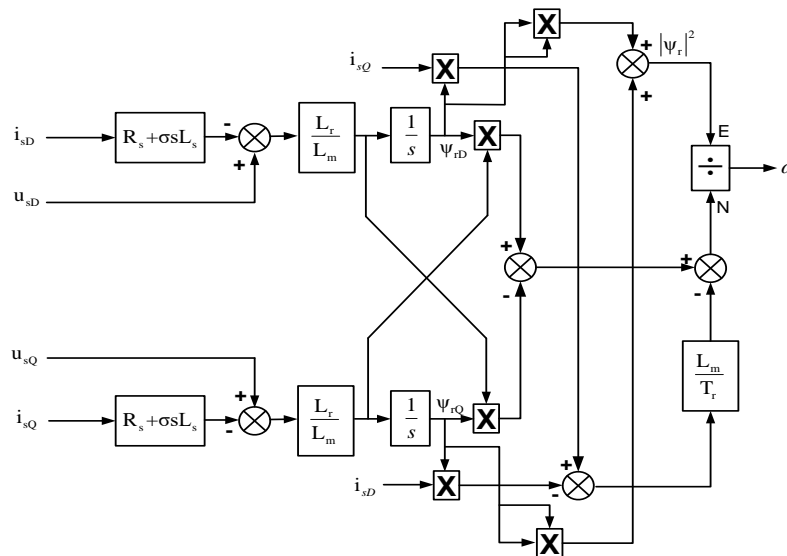 X
+
|ψ_r|²
i_sQ
X
+
E
i_sD
R_s+σsL_s
-
+
L_r/L_m
1/s
ψ_rD
X
÷
N
u_sD
+
-
+
-
u_sQ
+
-
i_sQ
R_s+σsL_s
L_r/L_m
1/s
ψ_rQ
X
L_m/T_r
i_sD
X
+
-
X